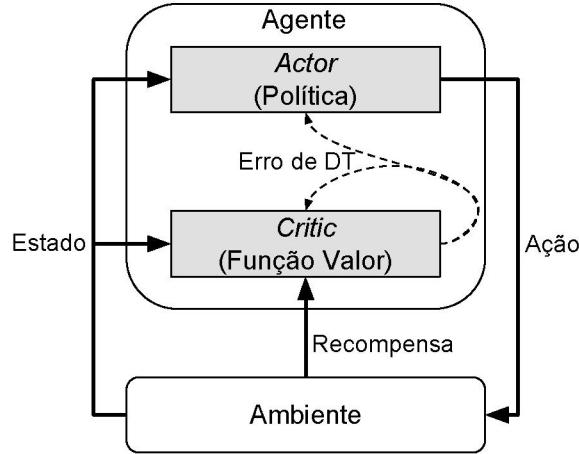 Agente
Actor
(Política)
Erro de DT
Critic
(Função Valor)
Estado
Ação
Recompensa
Ambiente